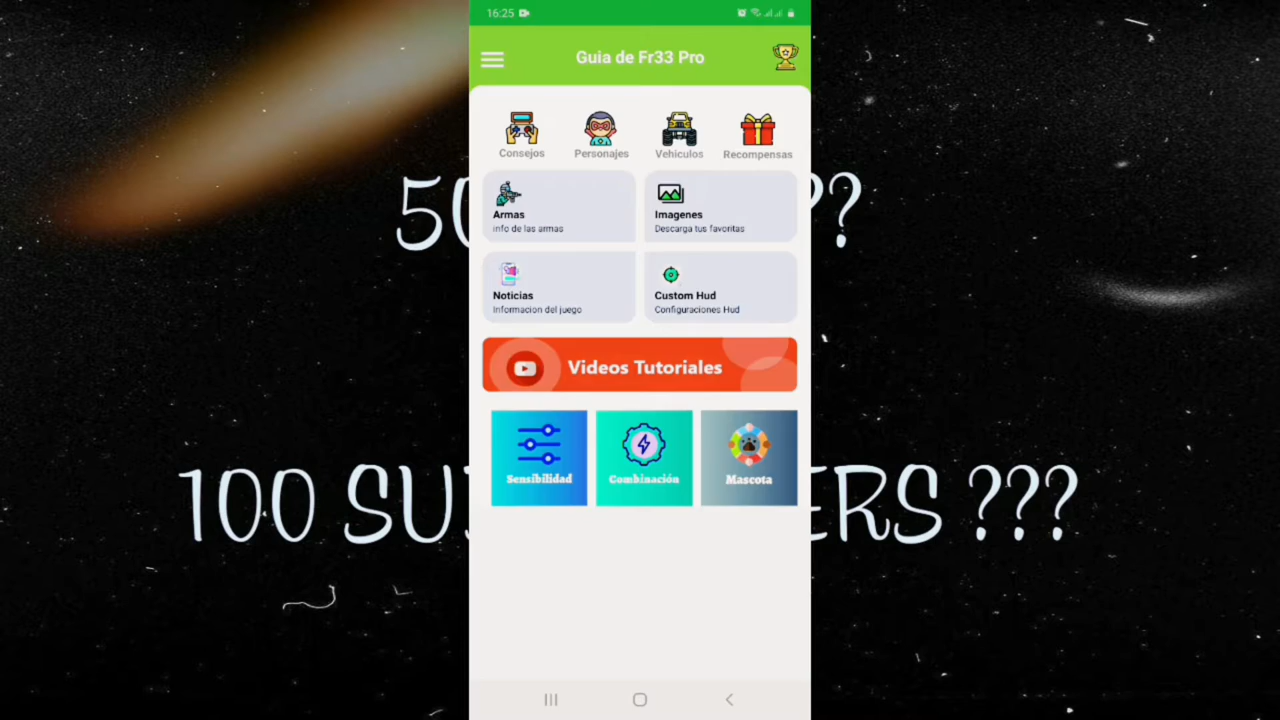 16:25
Guia de Fr33 Pro
Consejos Personajes Vehiculos Recompensas
Armas
info de las armas
Imagenes
Descarga tus favoritas
Noticias
Informacion del juego
Custom Hud
Configuraciones Hud
Videos Tutoriales
Sensibilidad Combinación Mascota
50 ??
100 SU ERS ???